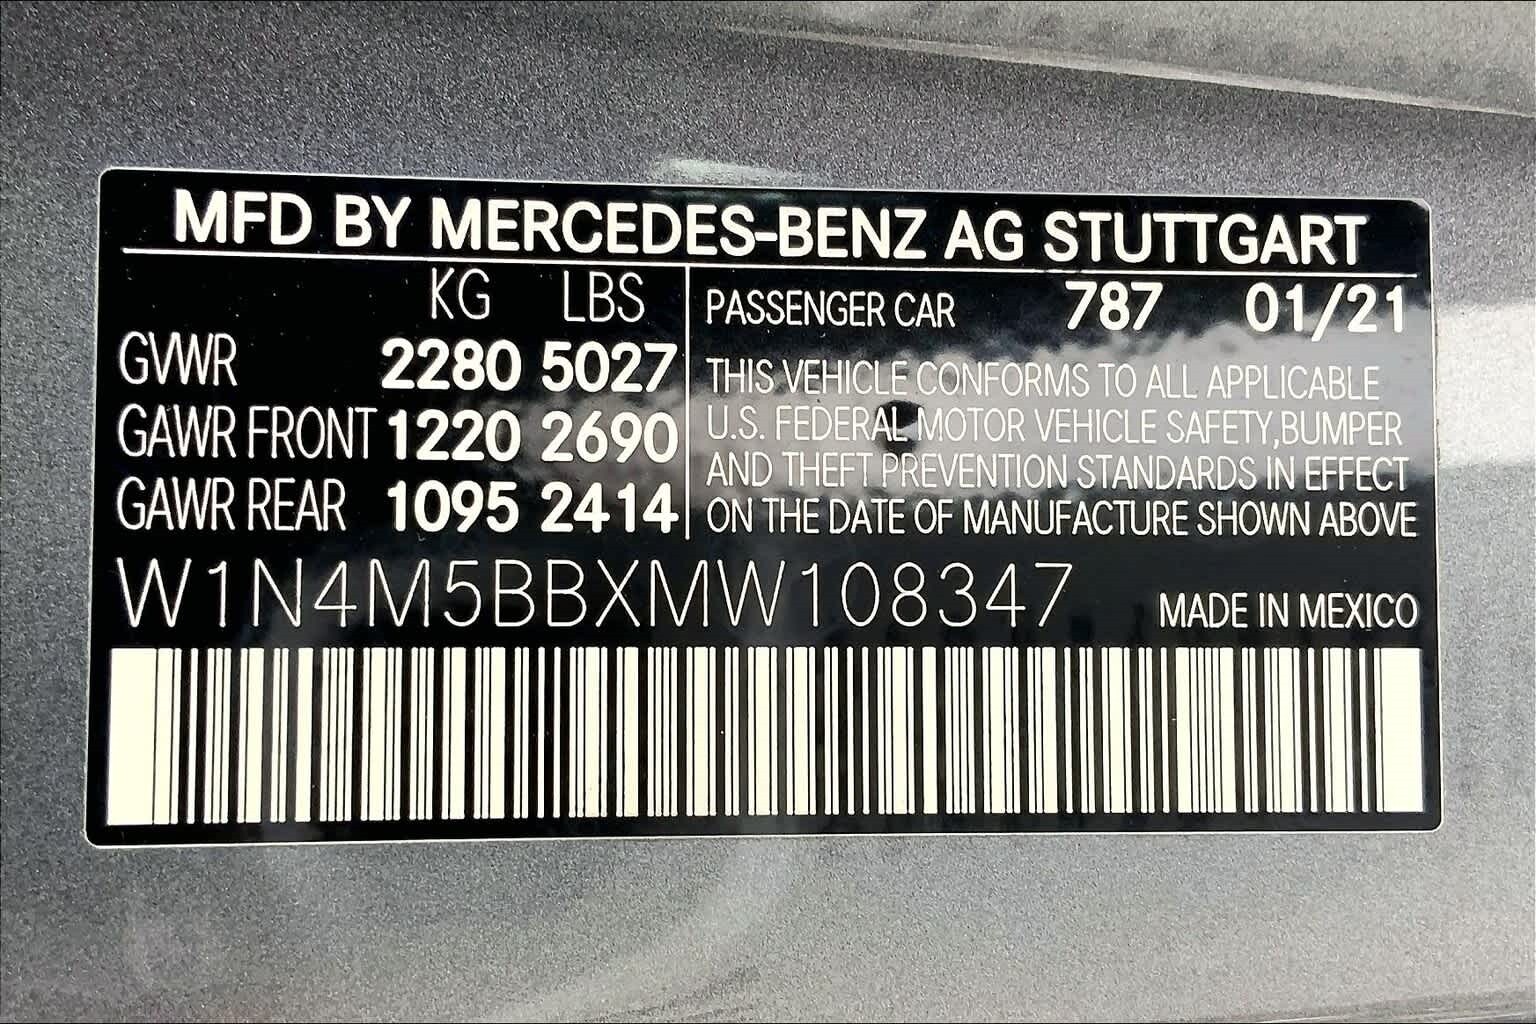 MFD BY MERCEDES-BENZ AG STUTTGART
KG LBS
GVWR 2280 5027
GAWR FRONT 1220 2690
GAWR REAR 1095 2414
PASSENGER CAR 787 01/21
THIS VEHICLE CONFORMS TO ALL APPLICABLE
U.S. FEDERAL MOTOR VEHICLE SAFETY,BUMPER
AND THEFT PREVENTION STANDARDS IN EFFECT
ON THE DATE OF MANUFACTURE SHOWN ABOVE
W1N4M5BBXMW108347
MADE IN MEXICO